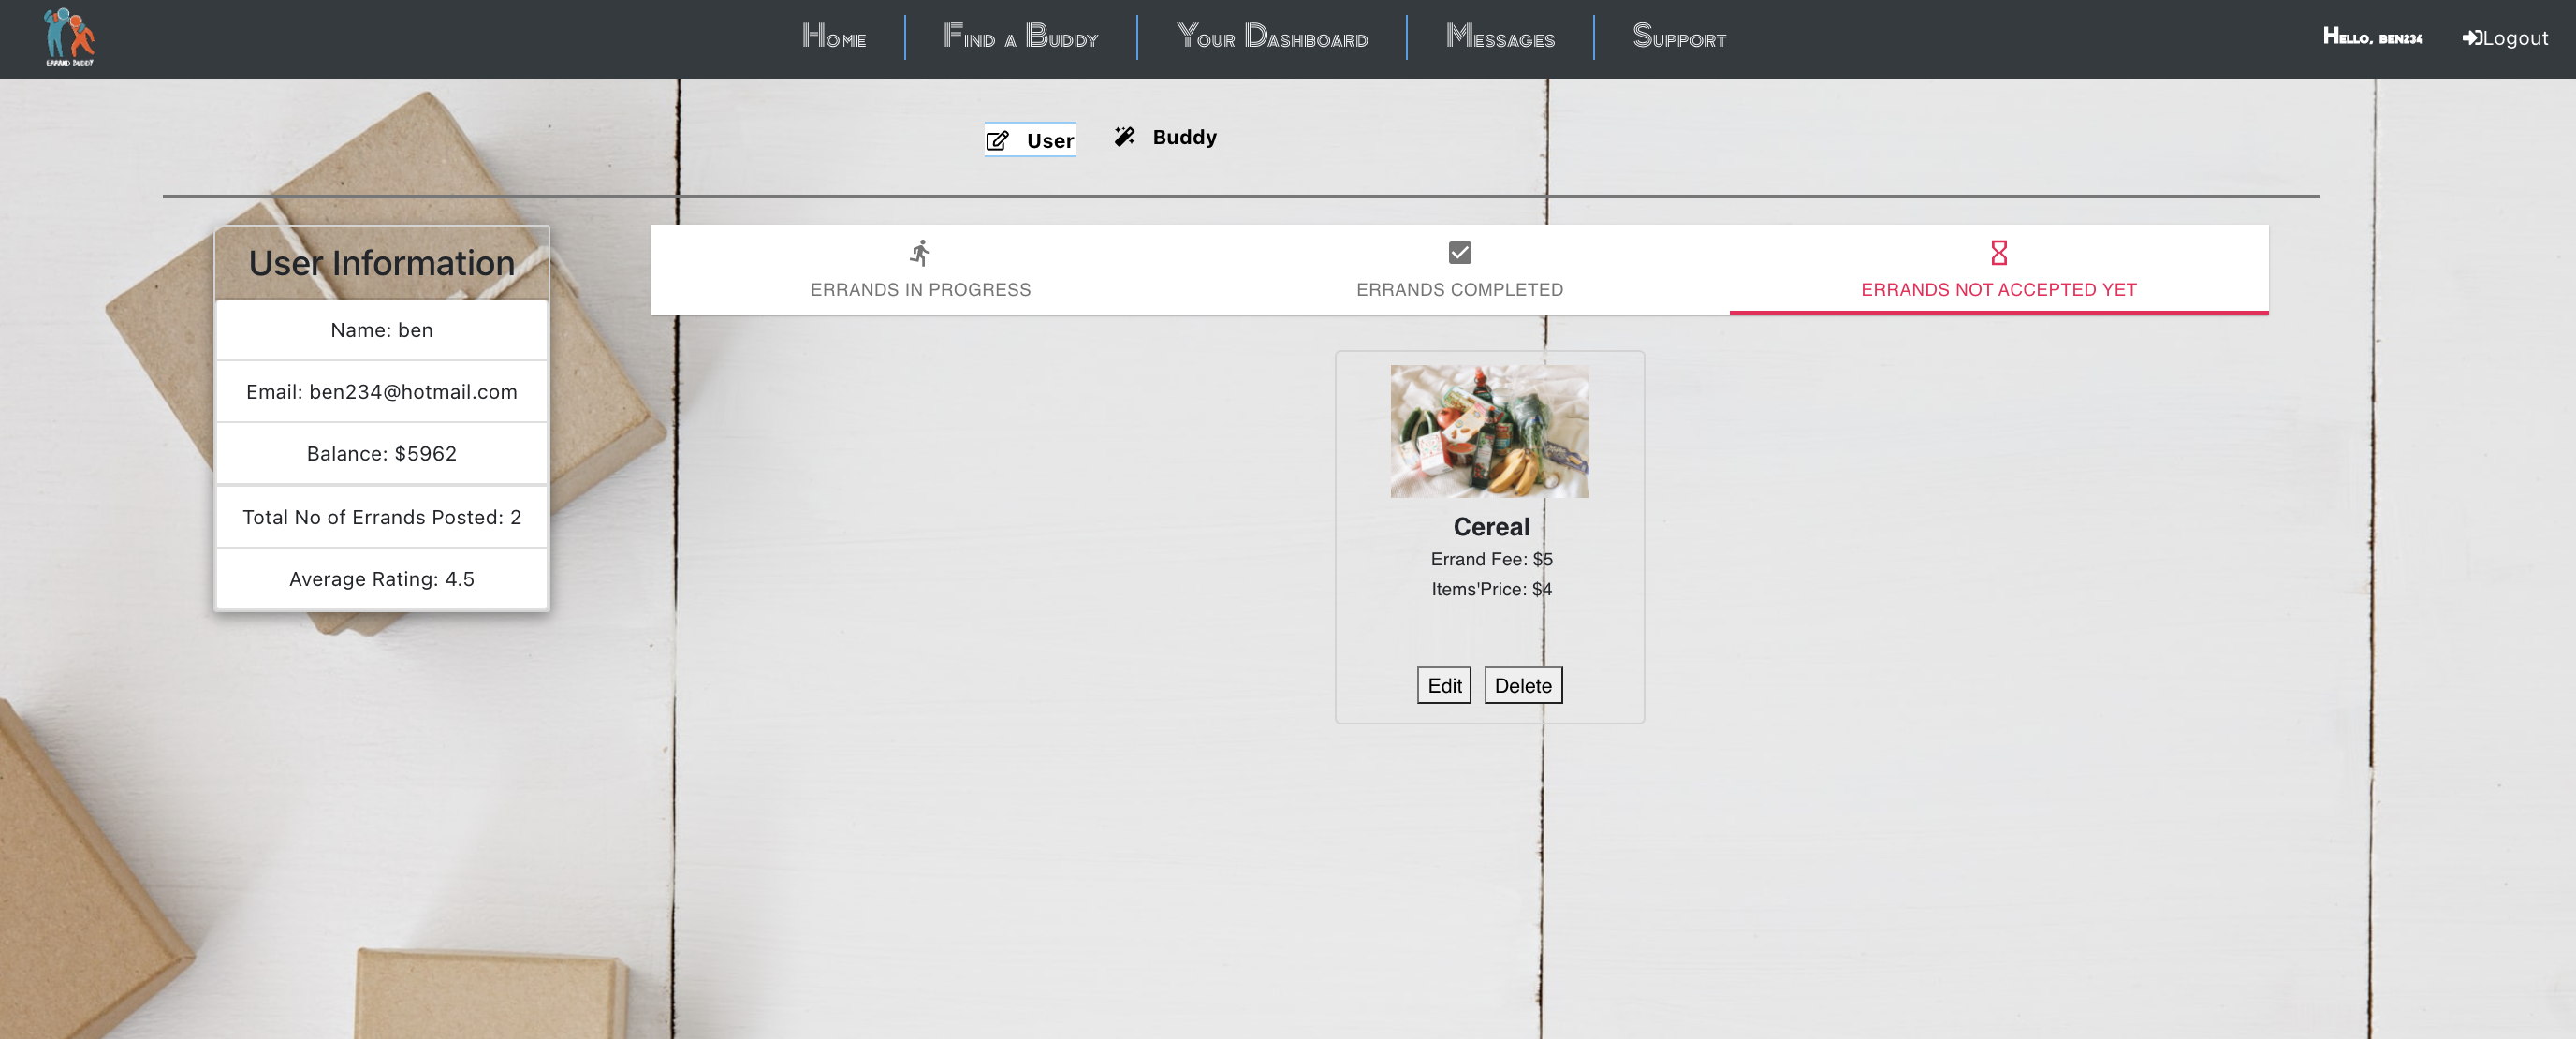 ERRAND BUDDY
Home
Find a Buddy
Your Dashboard
Messages
Support
Hello, ben234
Logout
User
Buddy
User Information
Name: ben
Email: ben234@hotmail.com
Balance: $5962
Total No of Errands Posted: 2
Average Rating: 4.5
ERRANDS IN PROGRESS
ERRANDS COMPLETED
ERRANDS NOT ACCEPTED YET
Cereal
Errand Fee: $5
Items'Price: $4
Edit
Delete